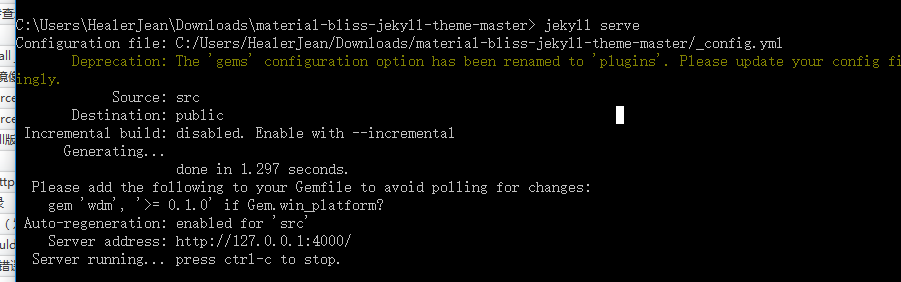 C:\Users\HealerJean\Downloads\material-bliss-jekyll-theme-master> jekyll serve
Configuration file: C:/Users/HealerJean/Downloads/material-bliss-jekyll-theme-master/_config.yml
Deprecation: The 'gems' configuration option has been renamed to 'plugins'. Please update your config fi
ingly.
Source: src
Destination: public
Incremental build: disabled. Enable with --incremental
Generating...
done in 1.297 seconds.
Please add the following to your Gemfile to avoid polling for changes:
gem 'wdm', '>= 0.1.0' if Gem.win_platform?
Auto-regeneration: enabled for 'src'
Server address: http://127.0.0.1:4000/
Server running... press ctrl-c to stop.